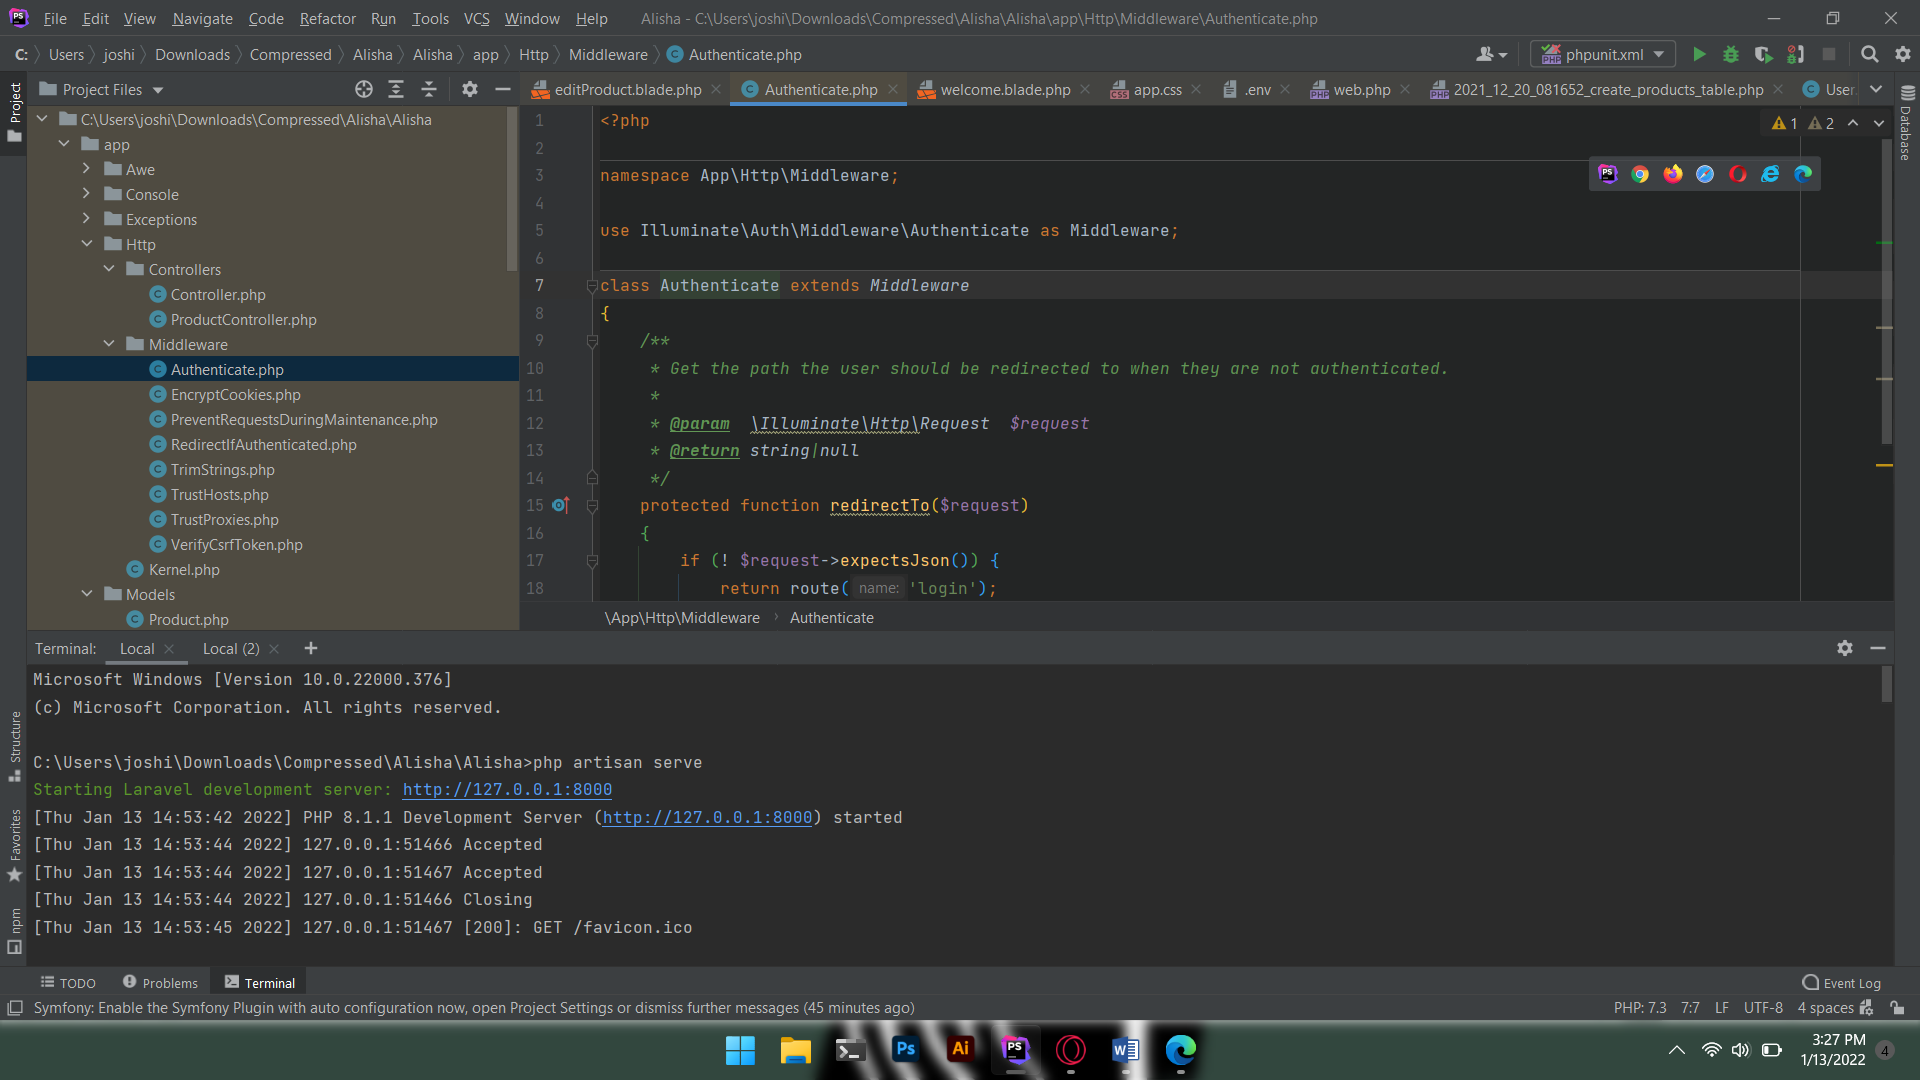 File Edit View Navigate Code Refactor Run Tools VCS Window Help Alisha - C:\Users\joshi\Downloads\Compressed\Alisha\Alisha\app\Http\Middleware\Authenticate.php
C: Users joshi Downloads Compressed Alisha Alisha app Http Middleware Authenticate.php phpunit.xml
Project Files
editProduct.blade.php Authenticate.php welcome.blade.php app.css .env web.php 2021_12_20_081652_create_products_table.php User.
Project
Database
C:\Users\joshi\Downloads\Compressed\Alisha\Alisha
app
Awe
Console
Exceptions
Http
Controllers
Controller.php
ProductController.php
Middleware
Authenticate.php
EncryptCookies.php
PreventRequestsDuringMaintenance.php
RedirectIfAuthenticated.php
TrimStrings.php
TrustHosts.php
TrustProxies.php
VerifyCsrfToken.php
Kernel.php
Models
Product.php
1 <?php
1 2
2
3 namespace App\Http\Middleware;
4
5 use Illuminate\Auth\Middleware\Authenticate as Middleware;
6
7 class Authenticate extends Middleware
8 {
9 /**
10 * Get the path the user should be redirected to when they are not authenticated.
11 *
12 * @param \Illuminate\Http\Request $request
13 * @return string|null
14 */
15 protected function redirectTo($request)
16 {
17 if (! $request->expectsJson()) {
18 return route( name: 'login');
\App\Http\Middleware Authenticate
Terminal: Local Local (2)
Microsoft Windows [Version 10.0.22000.376]
(c) Microsoft Corporation. All rights reserved.
C:\Users\joshi\Downloads\Compressed\Alisha\Alisha>php artisan serve
Starting Laravel development server: http://127.0.0.1:8000
[Thu Jan 13 14:53:42 2022] PHP 8.1.1 Development Server (http://127.0.0.1:8000) started
[Thu Jan 13 14:53:44 2022] 127.0.0.1:51466 Accepted
[Thu Jan 13 14:53:44 2022] 127.0.0.1:51467 Accepted
[Thu Jan 13 14:53:44 2022] 127.0.0.1:51466 Closing
[Thu Jan 13 14:53:45 2022] 127.0.0.1:51467 [200]: GET /favicon.ico
Structure
Favorites
npm
TODO Problems Terminal Event Log
Symfony: Enable the Symfony Plugin with auto configuration now, open Project Settings or dismiss further messages (45 minutes ago) PHP: 7.3 7:7 LF UTF-8 4 spaces
Ps Ai PS
3:27 PM
1/13/2022 4